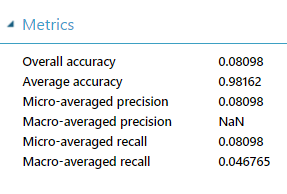 Metrics
Overall accuracy 0.08098
Average accuracy 0.98162
Micro-averaged precision 0.08098
Macro-averaged precision NaN
Micro-averaged recall 0.08098
Macro-averaged recall 0.046765